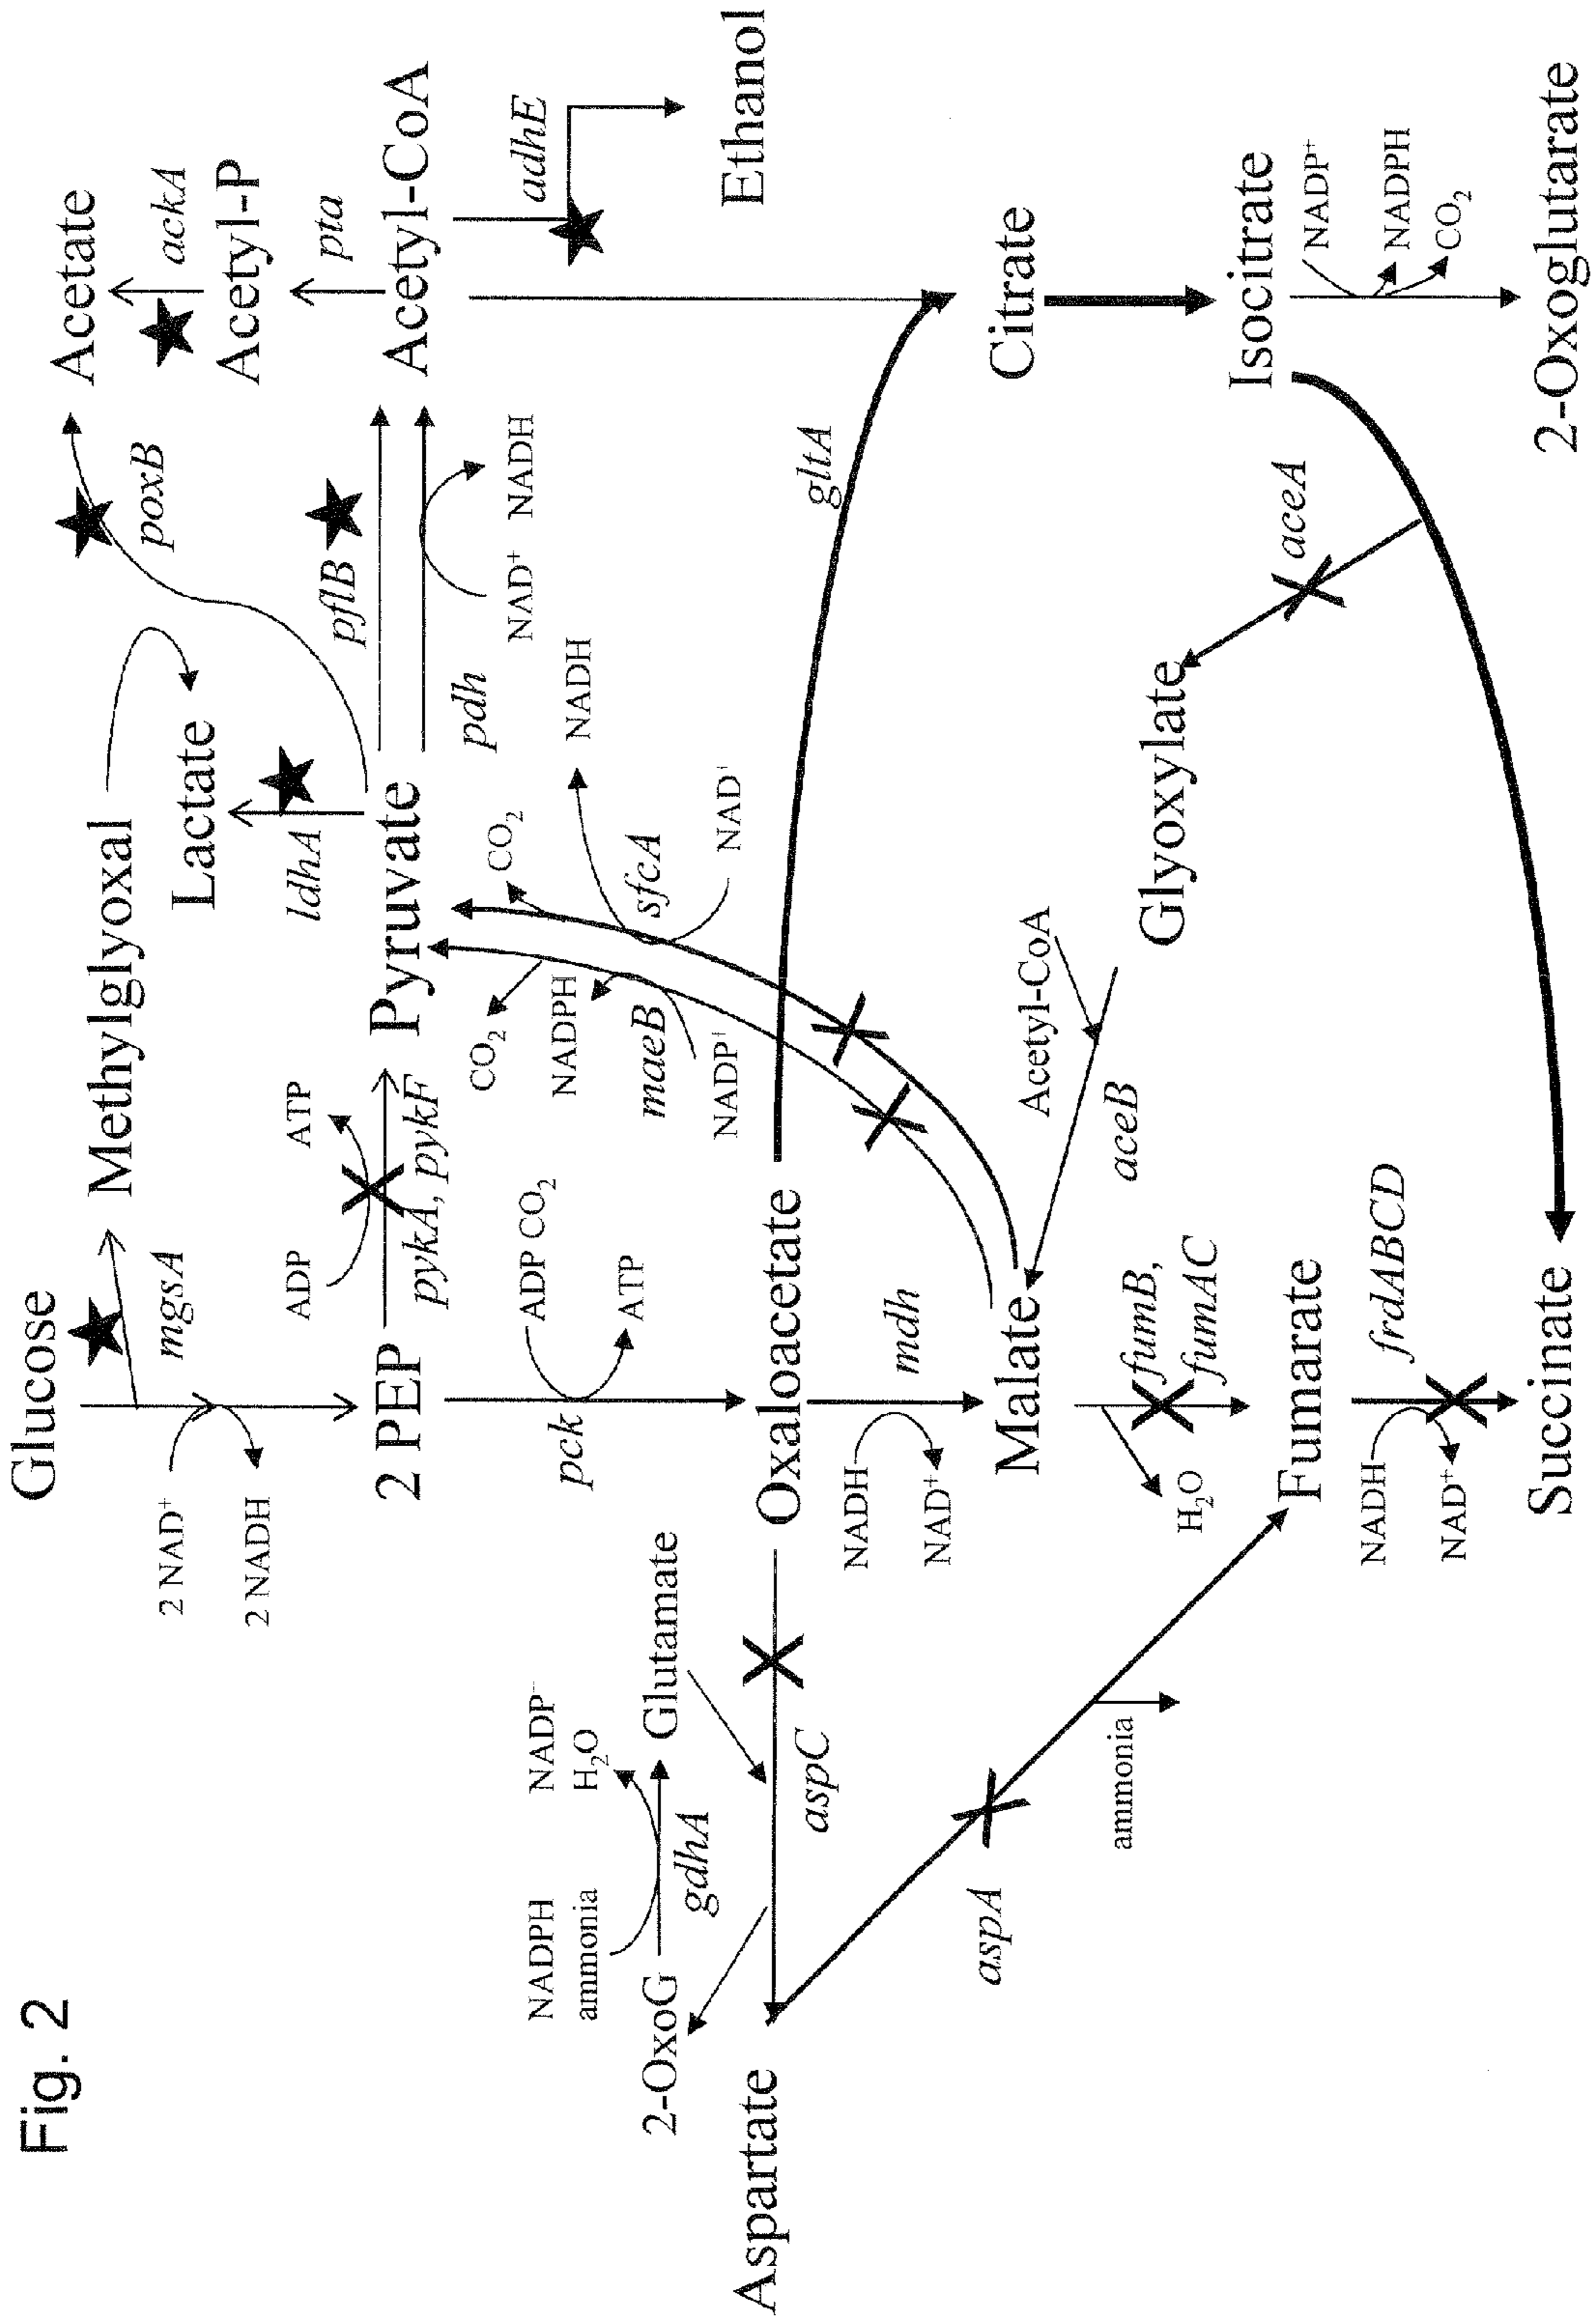 Fig. 2
Glucose
2 NAD⁺
2 NADH
mgsA
Methylglyoxal
Lactate
ldhA
poxB
Acetate
ackA
Acetyl-P
pta
Acetyl-CoA
adhE
Ethanol
2 PEP
ADP
ATP
pykA, pykF
Pyruvate
pflB
pdh
NAD⁺
NADH
pck
ADP CO₂
ATP
CO₂
NADPH
maeB
NADP⁺
CO₂
sfcA
NADH
NAD⁺
NADPH
ammonia
NADP⁻
H₂O
2-OxoG
gdhA
Glutamate
Aspartate
aspC
Oxaloacetate
gltA
Citrate
aspA
ammonia
NADH
NAD⁺
mdh
Malate
Acetyl-CoA
aceB
Glyoxylate
aceA
Isocitrate
NADP⁺
NADPH
CO₂
2-Oxoglutarate
H₂O
fumB,
fumAC
Fumarate
NADH
NAD⁺
frdABCD
Succinate